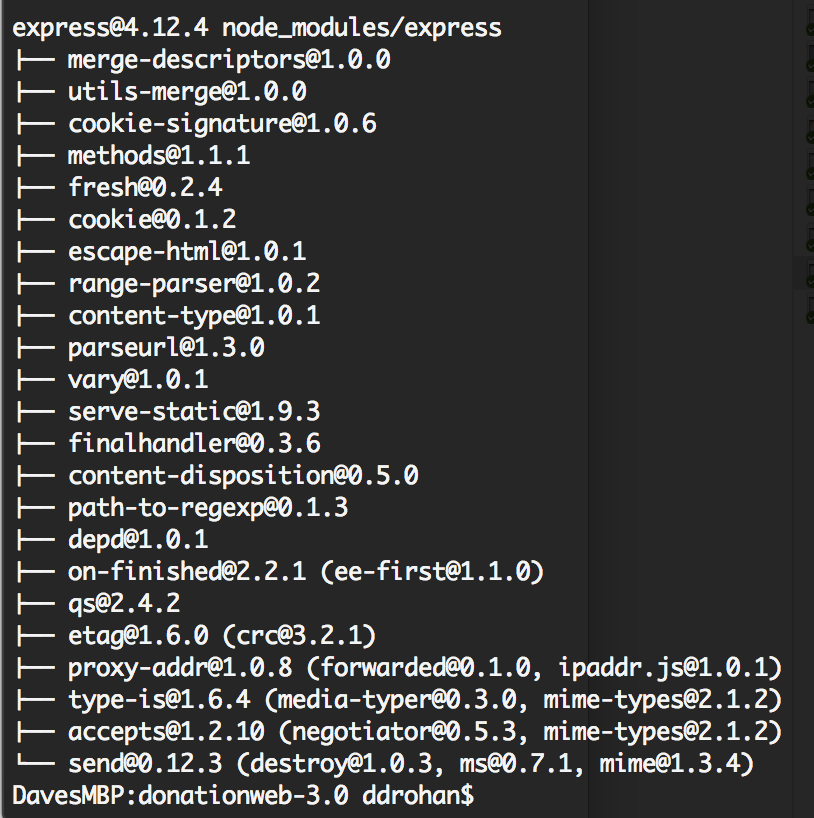 express@4.12.4 node_modules/express
├── merge-descriptors@1.0.0
├── utils-merge@1.0.0
├── cookie-signature@1.0.6
├── methods@1.1.1
├── fresh@0.2.4
├── cookie@0.1.2
├── escape-html@1.0.1
├── range-parser@1.0.2
├── content-type@1.0.1
├── parseurl@1.3.0
├── vary@1.0.1
├── serve-static@1.9.3
├── finalhandler@0.3.6
├── content-disposition@0.5.0
├── path-to-regexp@0.1.3
├── depd@1.0.1
├── on-finished@2.2.1 (ee-first@1.1.0)
├── qs@2.4.2
├── etag@1.6.0 (crc@3.2.1)
├── proxy-addr@1.0.8 (forwarded@0.1.0, ipaddr.js@1.0.1)
├── type-is@1.6.4 (media-typer@0.3.0, mime-types@2.1.2)
├── accepts@1.2.10 (negotiator@0.5.3, mime-types@2.1.2)
└── send@0.12.3 (destroy@1.0.3, ms@0.7.1, mime@1.3.4)
DavesMBP:donationweb-3.0 ddrohan$